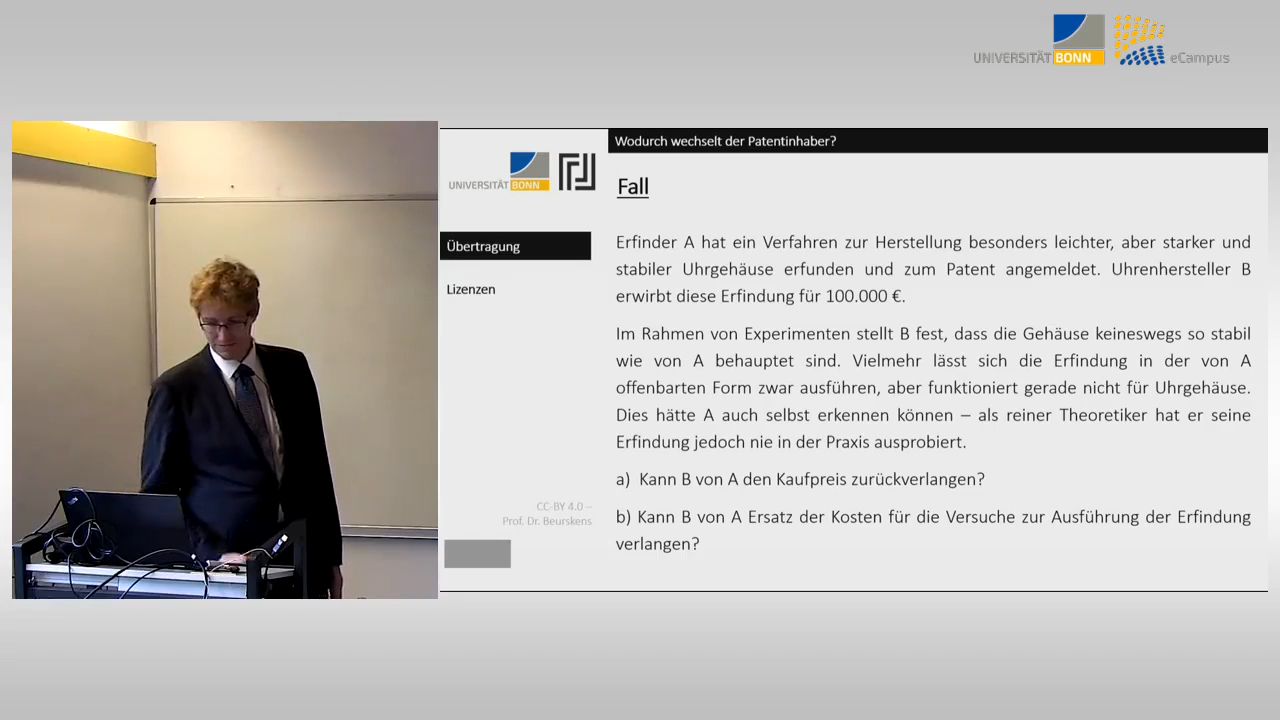 UNIVERSITÄT BONN eCampus
Wodurch wechselt der Patentinhaber?
UNIVERSITÄT BONN
Übertragung
Lizenzen
CC-BY 4.0 –
Prof. Dr. Beurskens
Fall
Erfinder A hat ein Verfahren zur Herstellung besonders leichter, aber starker und
stabiler Uhrgehäuse erfunden und zum Patent angemeldet. Uhrenhersteller B
erwirbt diese Erfindung für 100.000 €.
Im Rahmen von Experimenten stellt B fest, dass die Gehäuse keineswegs so stabil
wie von A behauptet sind. Vielmehr lässt sich die Erfindung in der von A
offenbarten Form zwar ausführen, aber funktioniert gerade nicht für Uhrgehäuse.
Dies hätte A auch selbst erkennen können – als reiner Theoretiker hat er seine
Erfindung jedoch nie in der Praxis ausprobiert.
a) Kann B von A den Kaufpreis zurückverlangen?
b) Kann B von A Ersatz der Kosten für die Versuche zur Ausführung der Erfindung
verlangen?